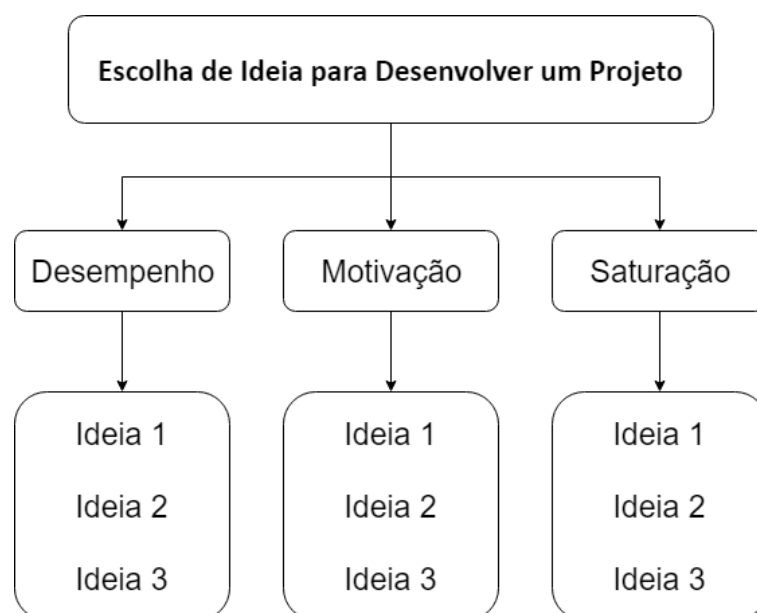 Escolha de Ideia para Desenvolver um Projeto
Desempenho
Motivação
Saturação
Ideia 1
Ideia 2
Ideia 3
Ideia 1
Ideia 2
Ideia 3
Ideia 1
Ideia 2
Ideia 3